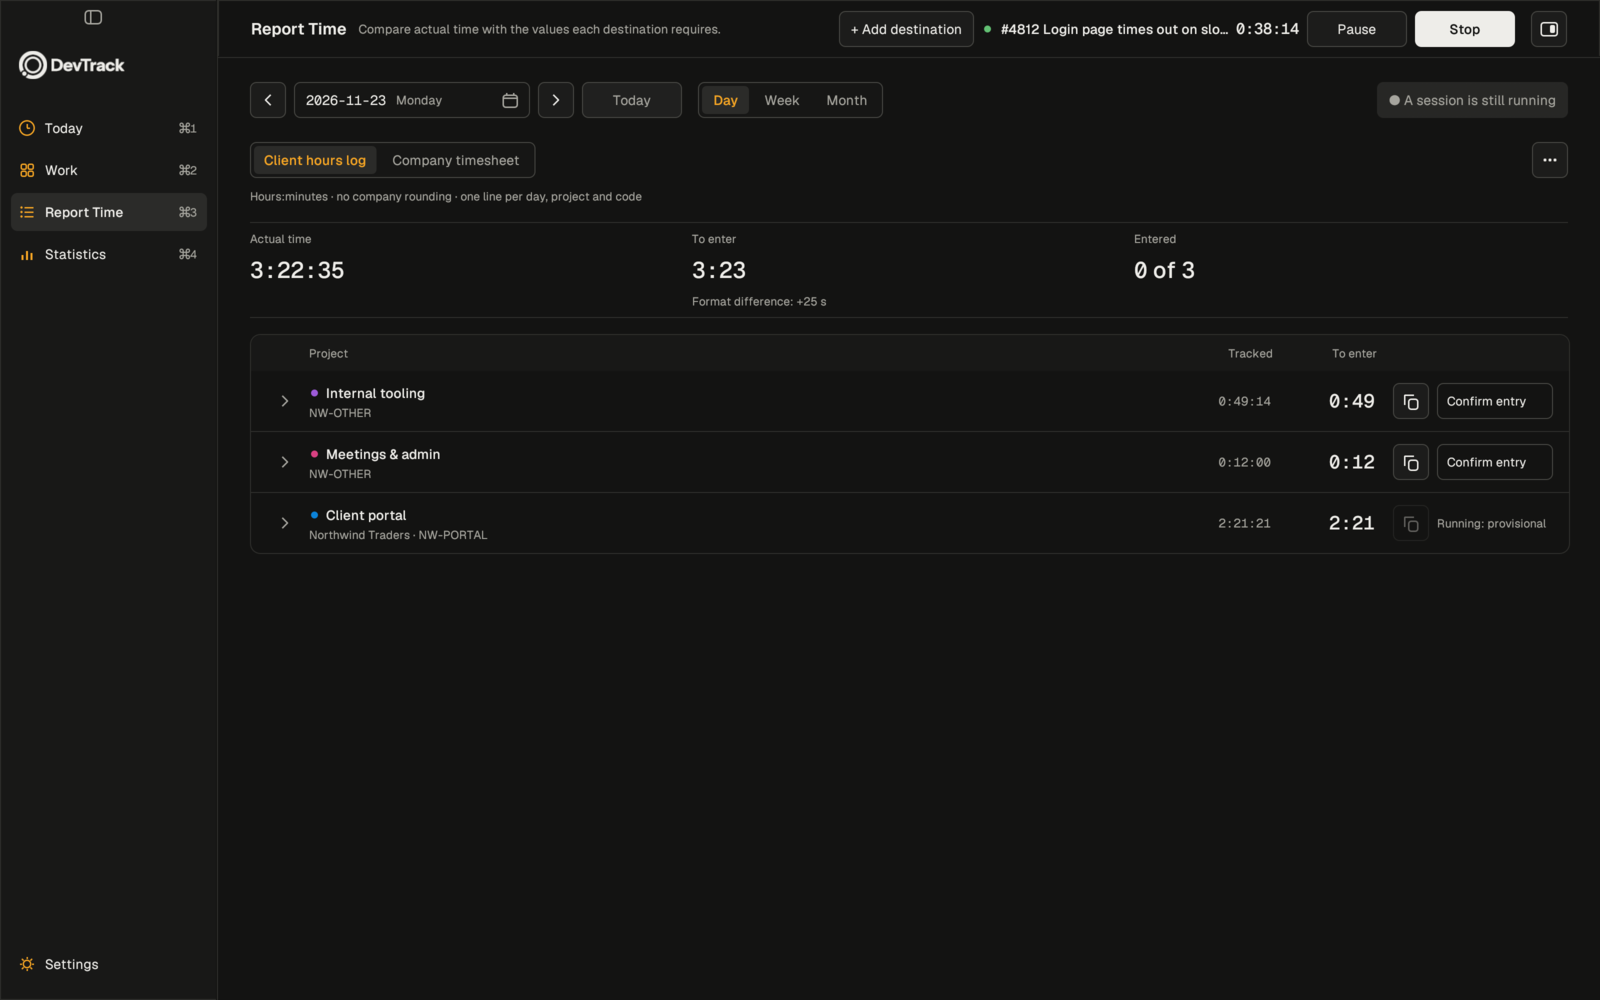 Report Time
Compare actual time with the values each destination requires.
+ Add destination
#4812 Login page times out on slo...
0:38:14
Pause
Stop
DevTrack
Today ⌘1
Work ⌘2
Report Time ⌘3
Statistics ⌘4
Settings
2026-11-23 Monday
Today
Day Week Month
A session is still running
Client hours log Company timesheet
Hours:minutes · no company rounding · one line per day, project and code
Actual time
3:22:35
To enter
3:23
Format difference: +25 s
Entered
0 of 3
Project Tracked To enter
Internal tooling
NW-OTHER
0:49:14 0:49 Confirm entry
Meetings & admin
NW-OTHER
0:12:00 0:12 Confirm entry
Client portal
Northwind Traders · NW-PORTAL
2:21:21 2:21 Running: provisional